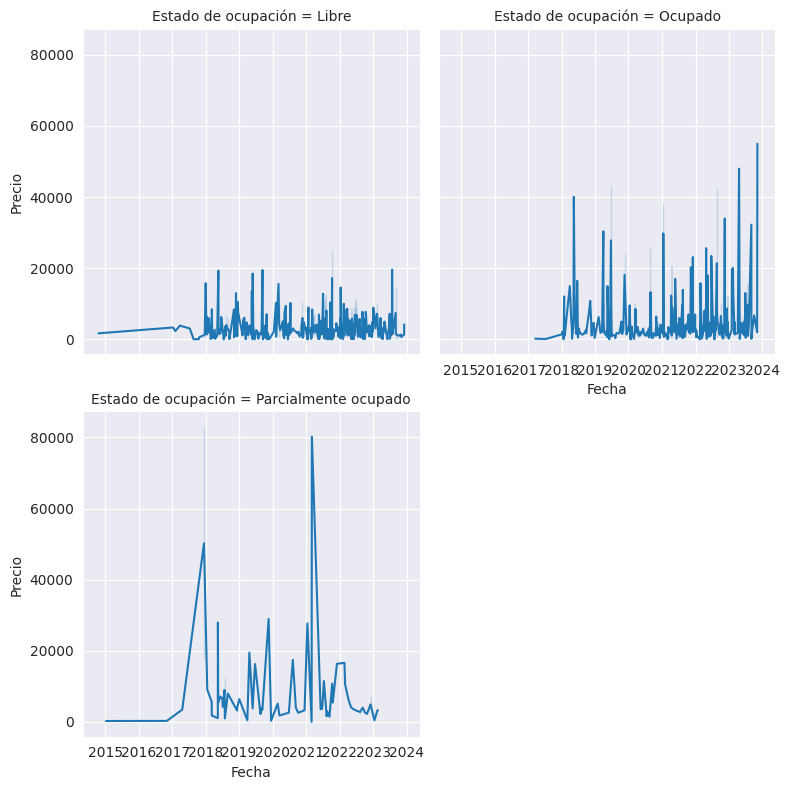 Estado de ocupación = Libre
Estado de ocupación = Ocupado
80000
60000
40000
20000
0
Precio
2015 2016 2017 2018 2019 2020 2021 2022 2023 2024
Fecha
Estado de ocupación = Parcialmente ocupado
80000
60000
40000
20000
0
Precio
2015 2016 2017 2018 2019 2020 2021 2022 2023 2024
Fecha